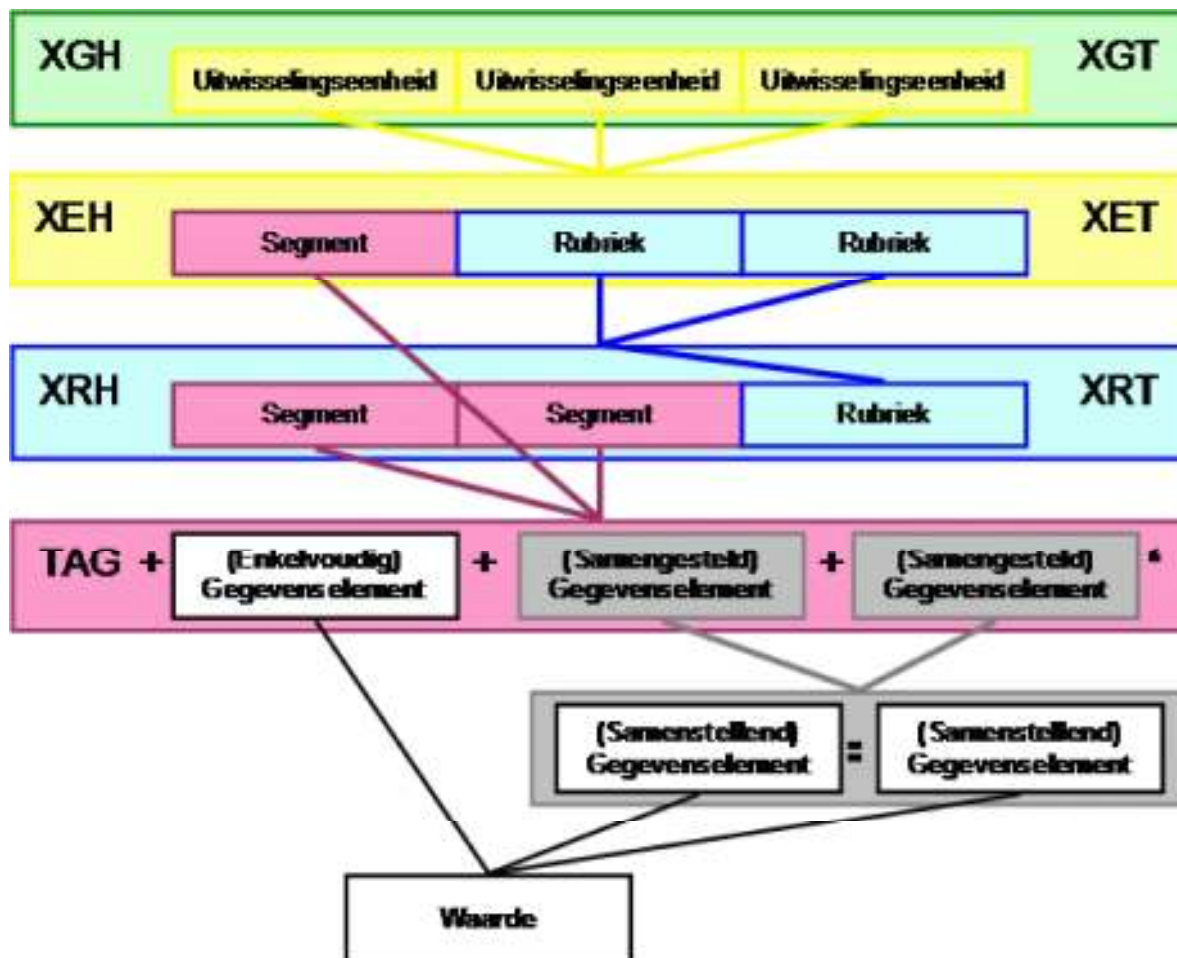 XGH Uitwisselingseenheid Uitwisselingseenheid Uitwisselingseenheid XGT
XEH Segment Rubriek Rubriek XET
XRH Segment Segment Rubriek XRT
TAG + (Enkelvoudig) Gegevenselement + (Samengesteld) Gegevenselement + (Samengesteld) Gegevenselement
(Samenstellend) Gegevenselement = (Samenstellend) Gegevenselement
Waarde